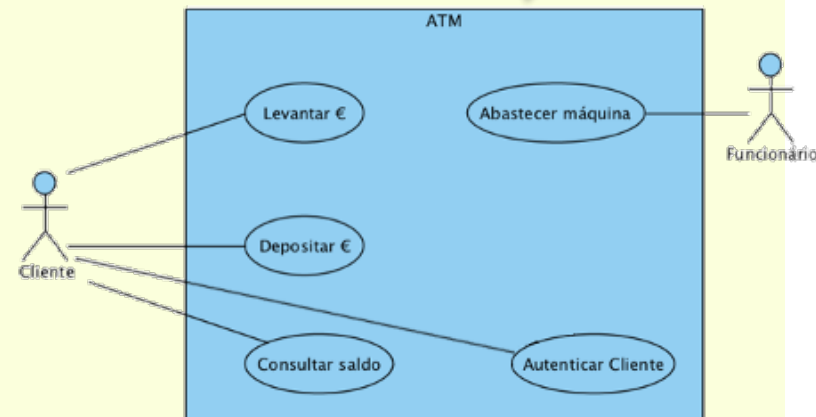 ATM
Levantar €
Abastecer máquina
Funcionário
Depositar €
Cliente
Consultar saldo
Autenticar Cliente